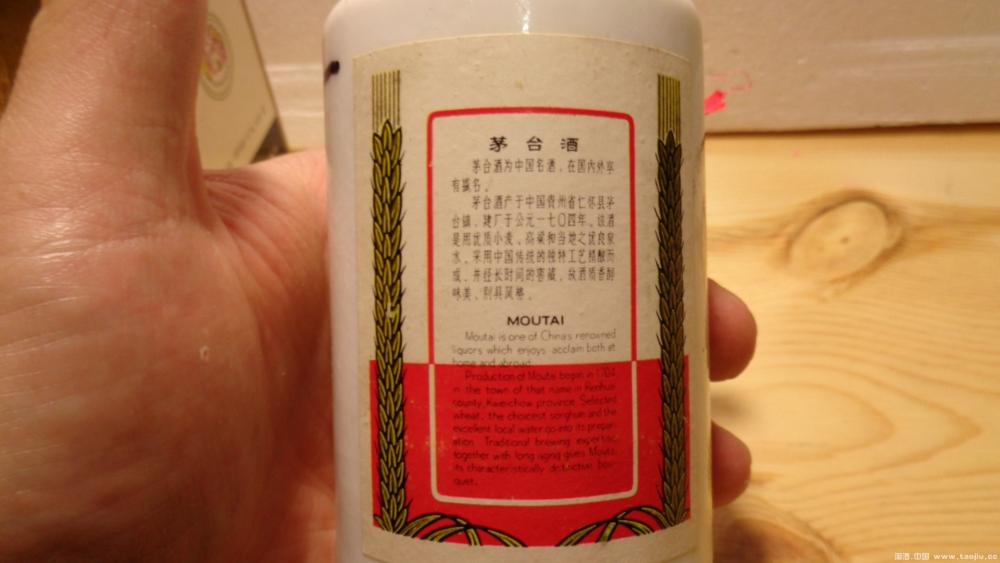 茅台酒
茅台酒为中国名酒，在国内外享
有盛名。
茅台酒产于中国贵州省仁怀县茅
台镇，建厂于公元一七〇四年。该酒
是用优质小麦、高粱和当地之优良泉
水，采用中国传统的独特工艺精酿而
成，并经长时间的窖藏，故酒质香醇
味美，别具风格。
MOUTAI
Moutai is one of China's renowned
liquors which enjoys acclaim both at
home and abroad.
Production of Moutai began in 1704
in the town of that name in Renhuai
county, Kweichow province. Selected
wheat, the choicest sorghum and the
excellent local water go into its prepar-
ation. Traditional brewing expertise,
together with long aging gives Moutai
its characteristically distinctive bou-
quet.
淘酒.中国 www.taojiu.cc